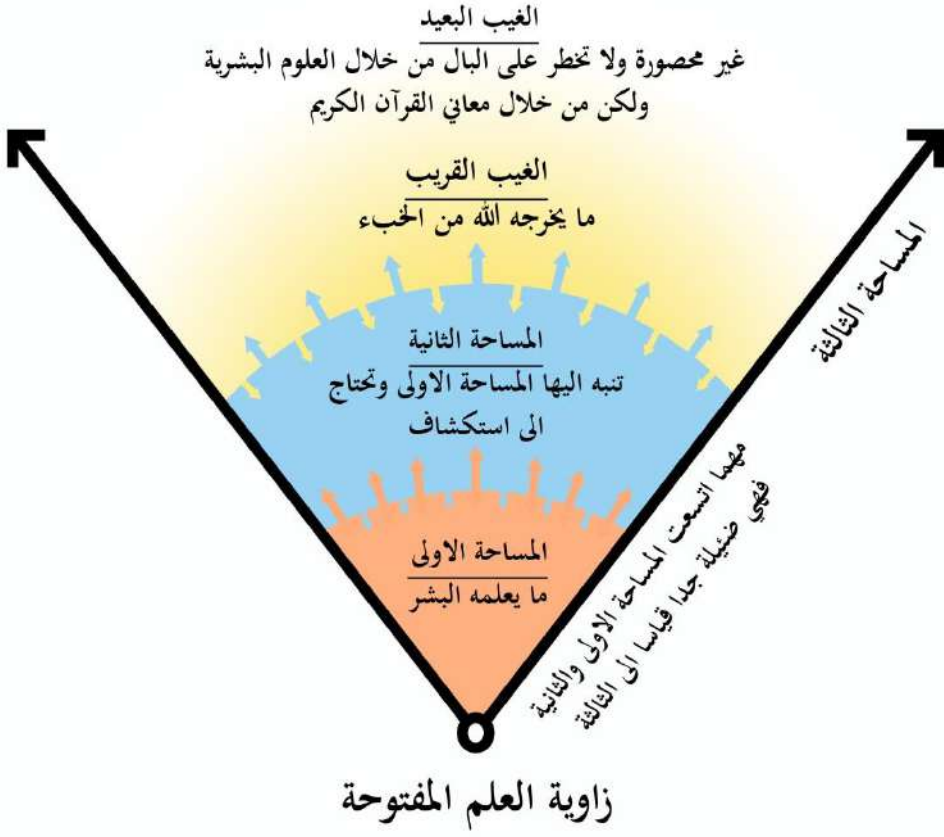 الغيب البعيد
غير محصورة ولا تخطر على البال من خلال العلوم البشرية
ولكن من خلال معاني القرآن الكريم
الغيب القريب
ما يخرجه الله من الخبء
المساحة الثالثة
المساحة الثانية
تنبه اليها المساحة الاولى وتحتاج
الى استكشاف
مهما اتسعت المساحة الاولى والثانية
فهي ضئيلة جدا قياسا الى الثالثة
المساحة الاولى
ما يعلمه البشر
زاوية العلم المفتوحة